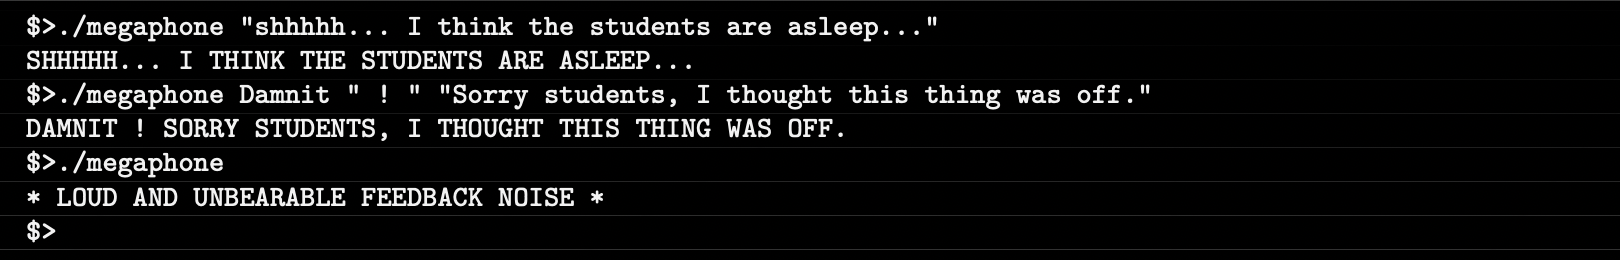 $>./megaphone "shhhhh... I think the students are asleep..."
SHHHHH... I THINK THE STUDENTS ARE ASLEEP...
$>./megaphone Damnit " ! " "Sorry students, I thought this thing was off."
DAMNIT ! SORRY STUDENTS, I THOUGHT THIS THING WAS OFF.
$>./megaphone
* LOUD AND UNBEARABLE FEEDBACK NOISE *
$>